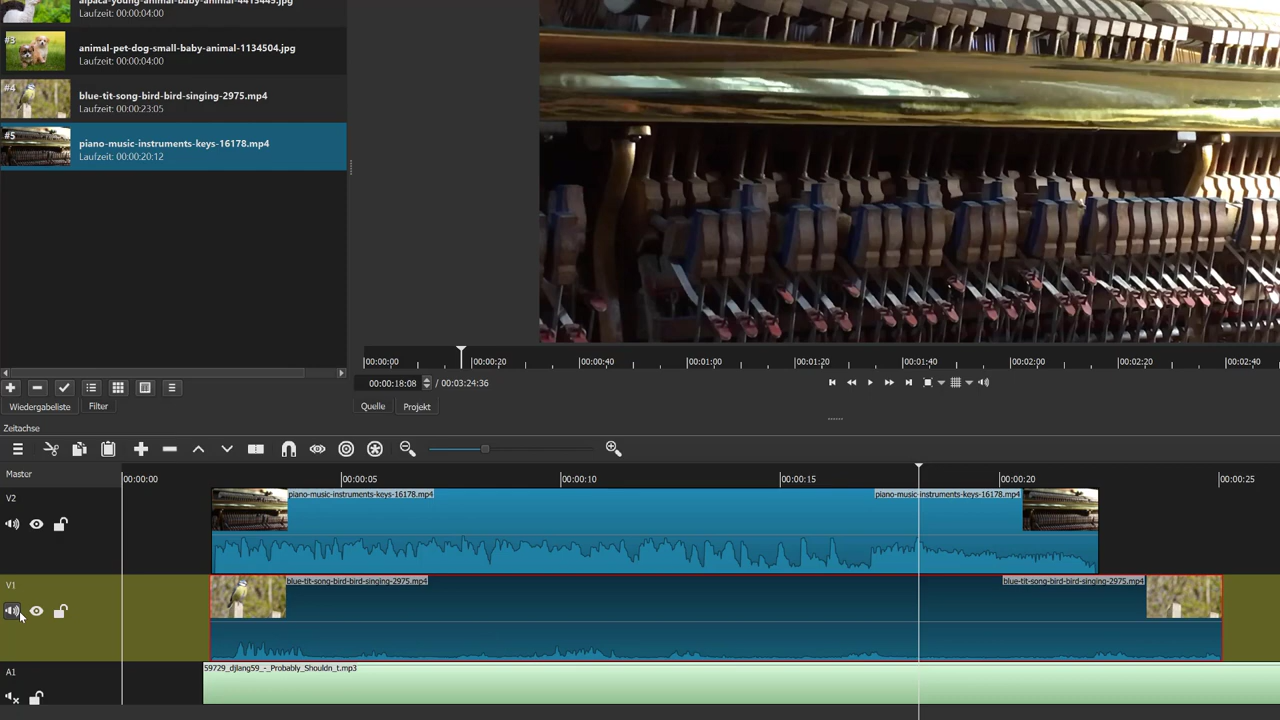 alpaca-young-animal-baby-animal-4413449.jpg
Laufzeit: 00:00:04:00
#3
animal-pet-dog-small-baby-animal-1134504.jpg
Laufzeit: 00:00:04:00
#4
blue-tit-song-bird-bird-singing-2975.mp4
Laufzeit: 00:00:23:05
#5
piano-music-instruments-keys-16178.mp4
Laufzeit: 00:00:20:12
00:00:00
00:00:20
00:00:40
00:01:00
00:01:20
00:01:40
00:02:00
00:02:20
00:02:40
00:00:18:08
/ 00:03:24:36
Wiedergabeliste
Filter
Quelle
Projekt
Zeitachse
Master
00:00:00
00:00:05
00:00:10
00:00:15
00:00:20
00:00:25
V2
piano-music-instruments-keys-16178.mp4
piano-music-instruments-keys-16178.mp4
V1
blue-tit-song-bird-bird-singing-2975.mp4
blue-tit-song-bird-bird-singing-2975.mp4
A1
59729_djlang59_-_Probably_Shouldn_t.mp3